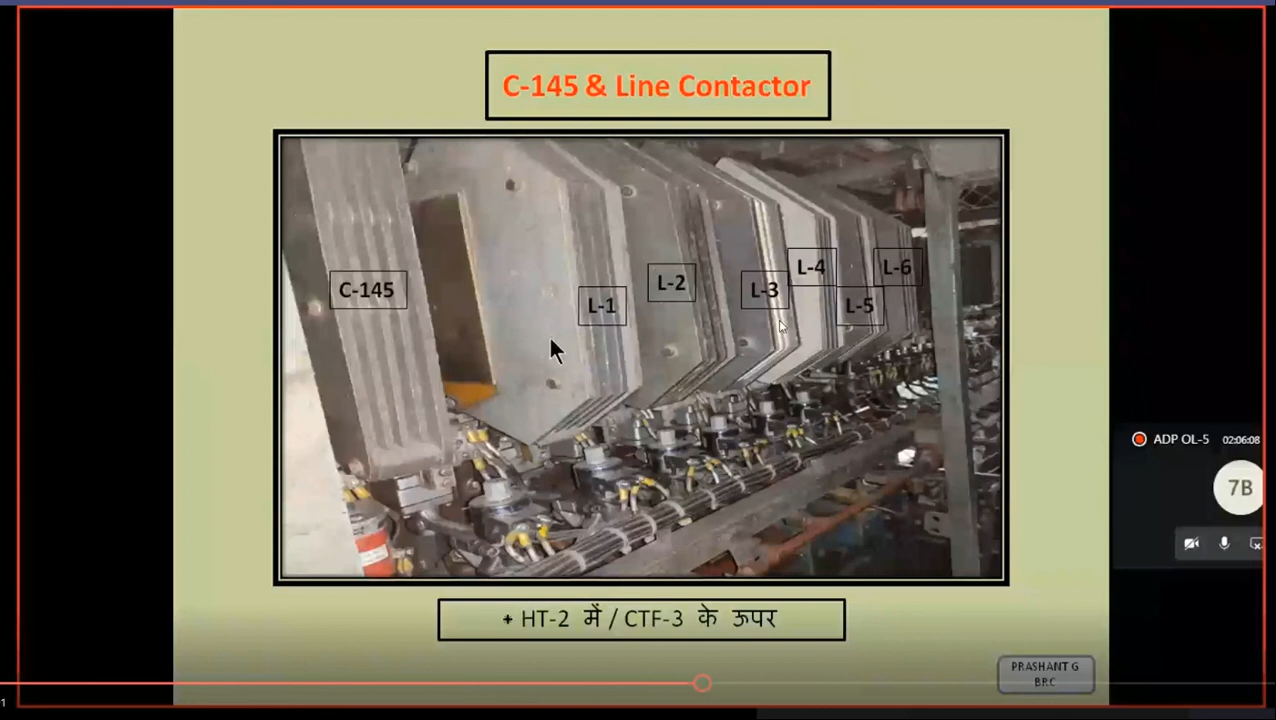 C-145 & Line Contactor
C-145
L-1
L-2
L-3
L-4
L-5
L-6
+ HT-2 में / CTF-3 के ऊपर
PRASHANT G
BRC
ADP OL-5 02:06:08
7B
1